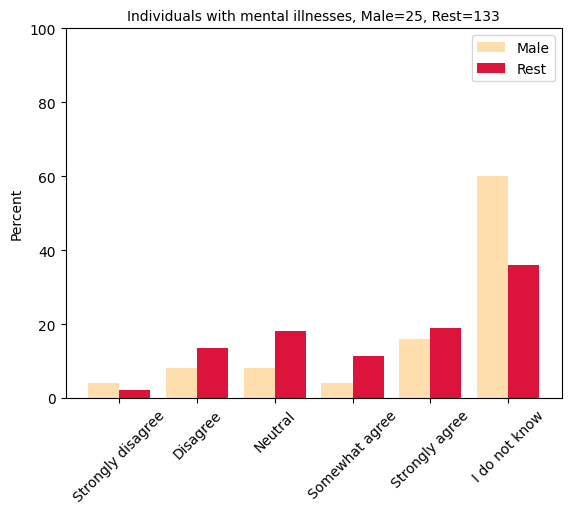 Individuals with mental illnesses, Male=25, Rest=133
100
80
60
40
20
0
Percent
Male
Rest
Strongly disagree
Disagree
Neutral
Somewhat agree
Strongly agree
I do not know